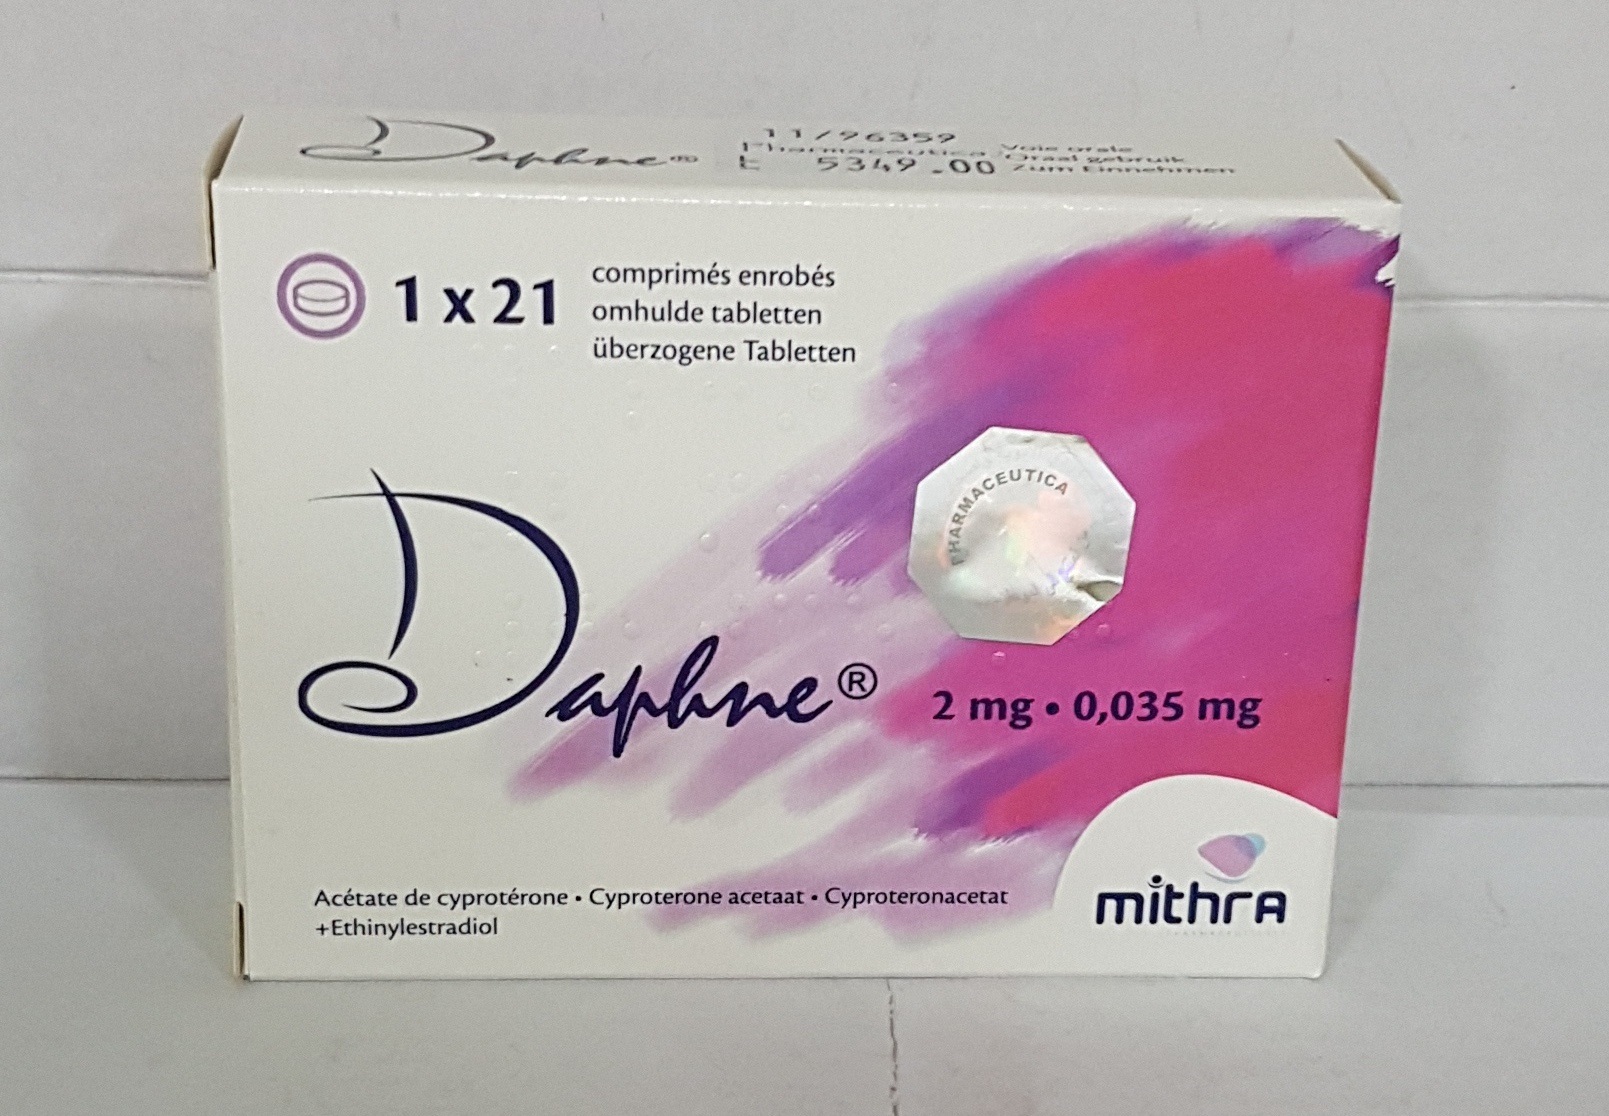 Daphne®
11/96359
Pharmaceutica
L 5349.00
Voie orale
Oraal gebruik
Zum Einnehmen
1 x 21
comprimés enrobés
omhulde tabletten
überzogene Tabletten
PHARMACEUTICA
Daphne®
2 mg • 0,035 mg
Acétate de cyprotérone • Cyproterone acetaat • Cyproteronacetat
+Ethinylestradiol
mithra